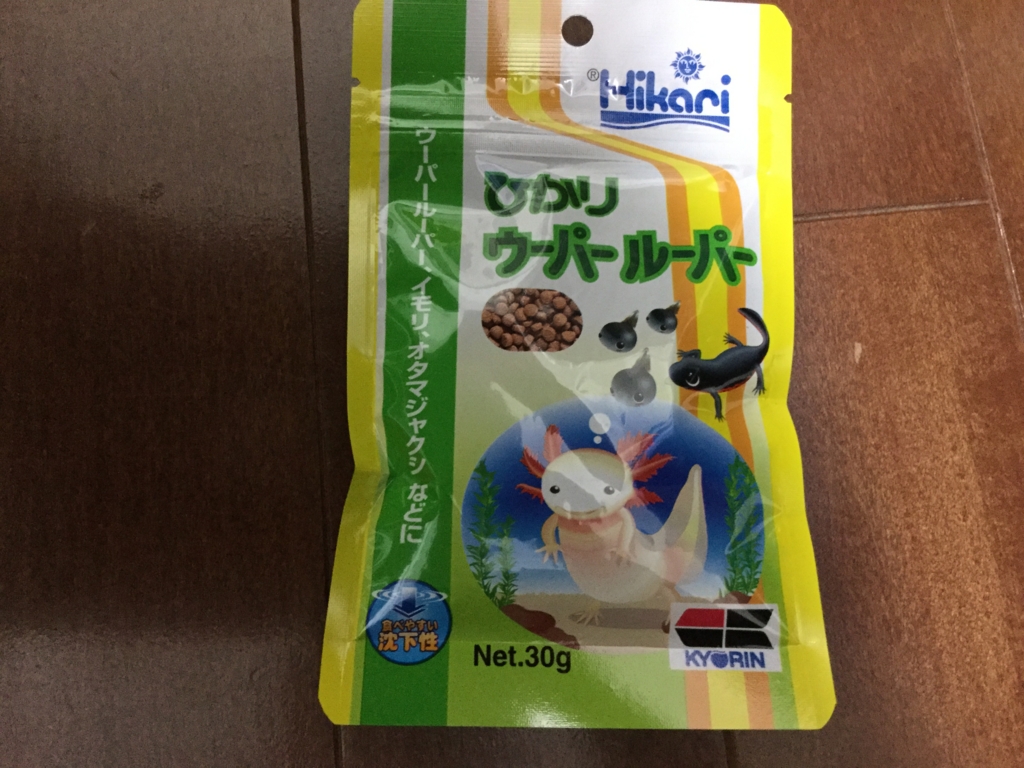 ® Hikari
ひかり
ウーパールーパー
ウーパールーパー、イモリ、オタマジャクシ などに
食べやすい
沈下性
Net.30g
KYORIN